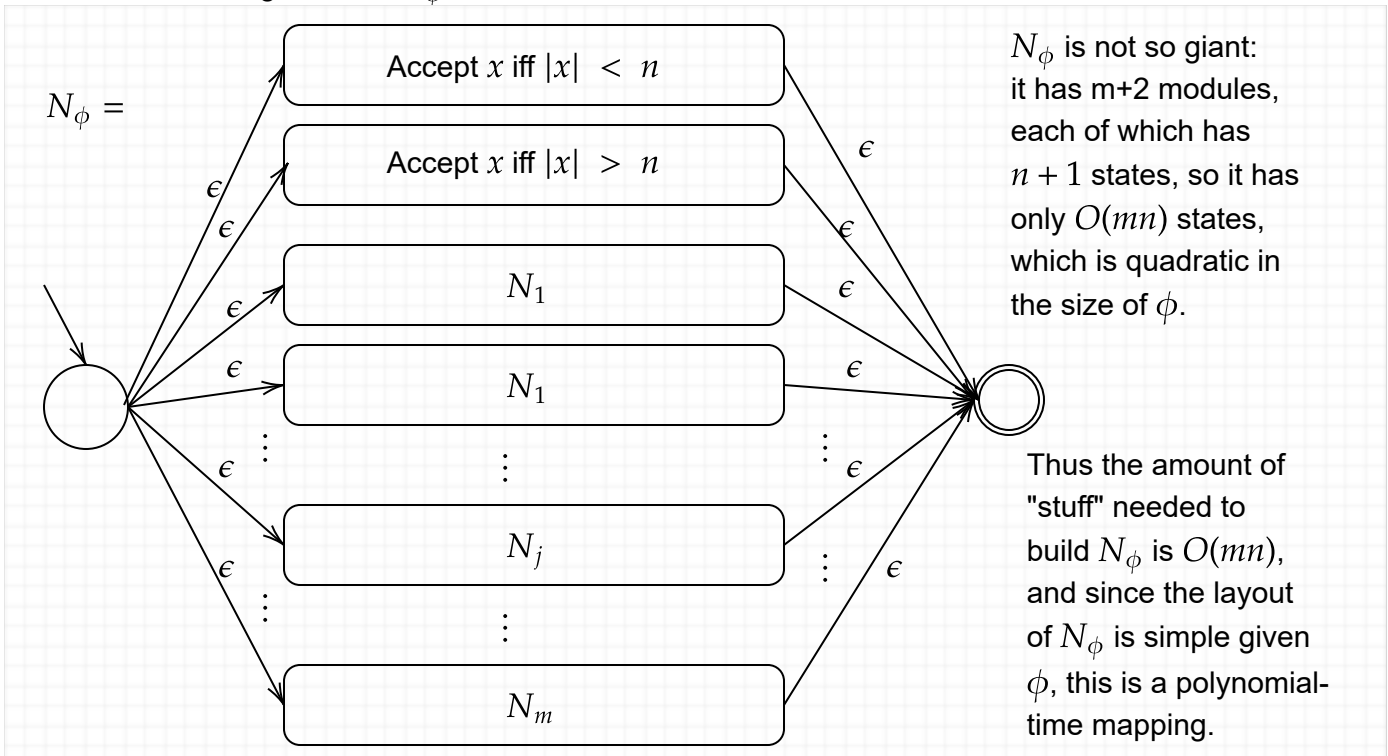 N_ϕ =
Accept x iff |x| < n
Accept x iff |x| > n
N_1
N_1
⋮
N_j
⋮
N_m
ϵ
ϵ
ϵ
ϵ
⋮
ϵ
ϵ
⋮
ϵ
ϵ
ϵ
ϵ
⋮
ϵ
⋮
ϵ
N_ϕ is not so giant:
it has m+2 modules,
each of which has
n + 1 states, so it has
only O(mn) states,
which is quadratic in
the size of ϕ.
Thus the amount of
"stuff" needed to
build N_ϕ is O(mn),
and since the layout
of N_ϕ is simple given
ϕ, this is a polynomial-
time mapping.